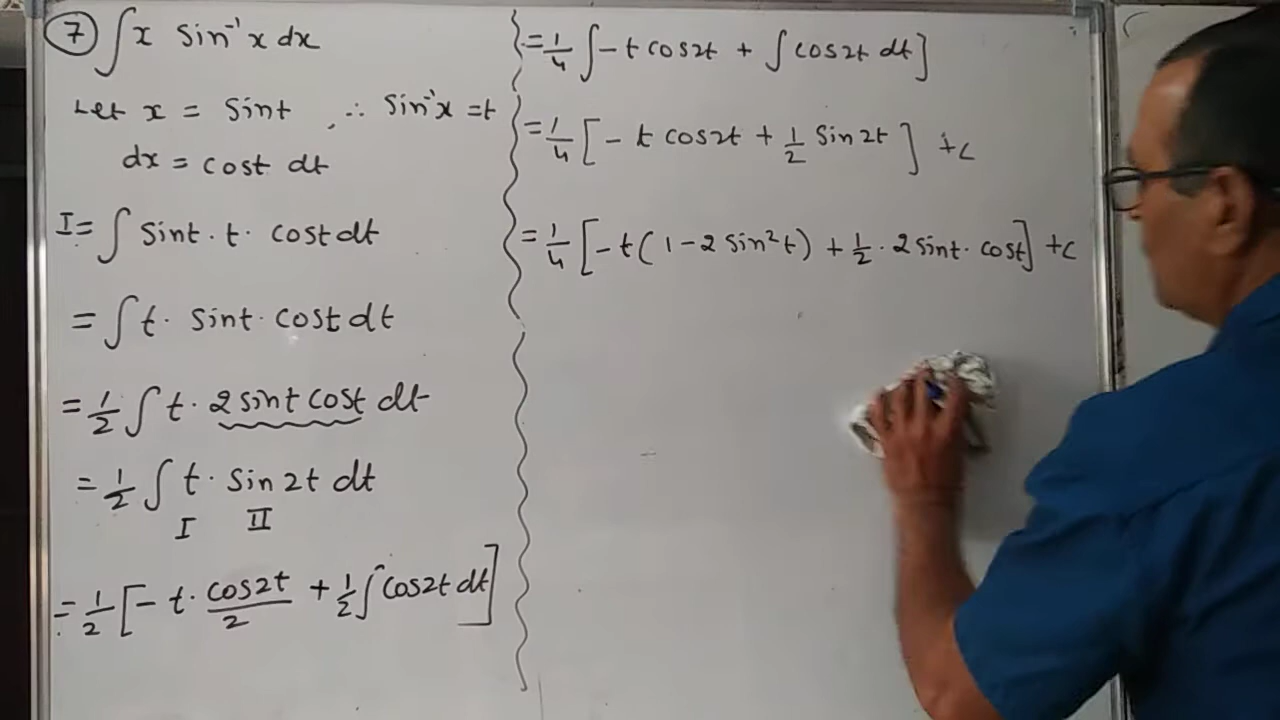 ⑦ ∫ x sin⁻¹x dx
Let x = sint , ∴ sin⁻¹x = t
dx = cost dt
I = ∫ sint · t · cost dt
= ∫ t · sint · cost dt
= 1/2 ∫ t · 2 sint cost dt
= 1/2 ∫ t · sin 2t dt
I II
= 1/2 [ - t · cos2t/2 + 1/2 ∫ cos2t dt ]
= 1/4 ∫ - t cos2t + ∫ cos2t dt ]
= 1/4 [ - t cos2t + 1/2 sin 2t ] + c
= 1/4 [ - t ( 1 - 2 sin²t ) + 1/2 · 2 sint · cost ] + c